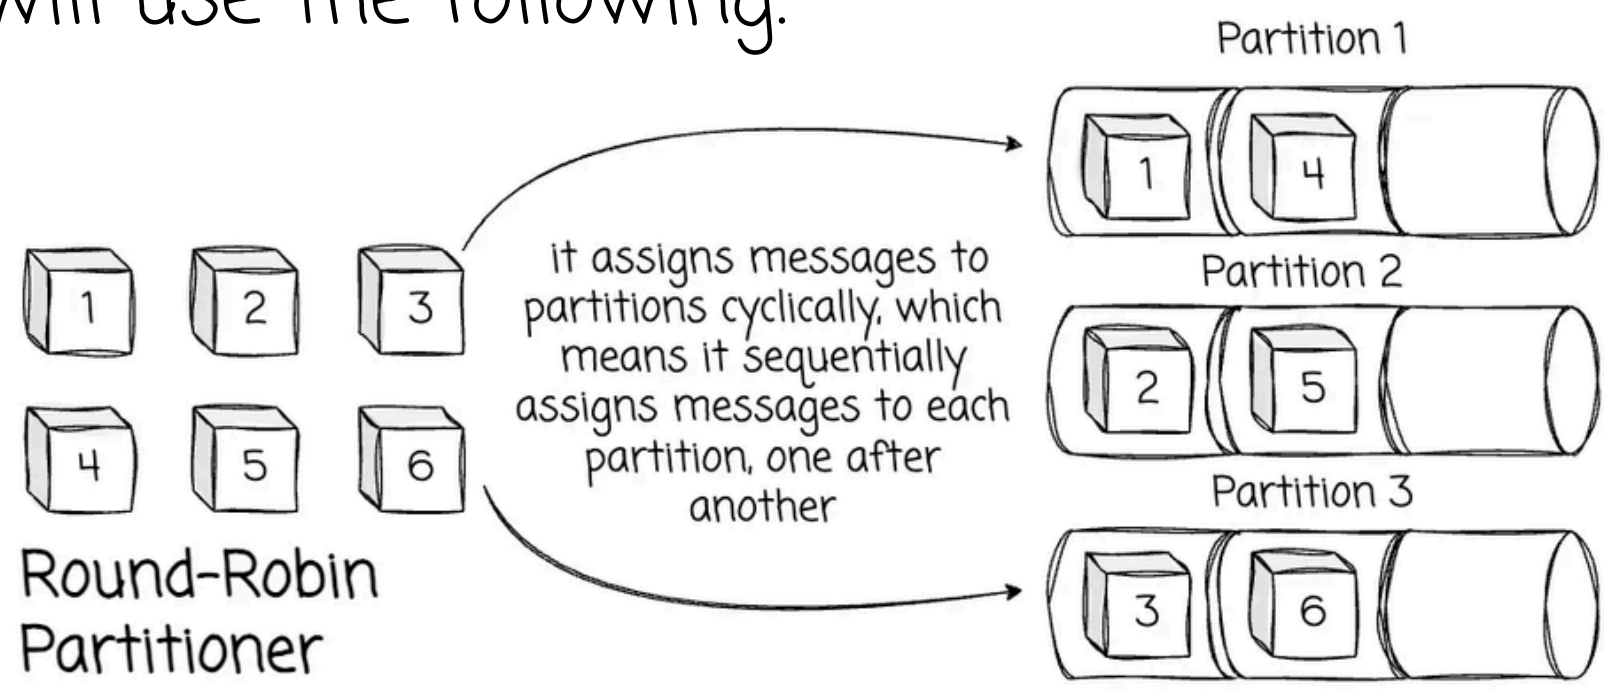 will use the following:
1 2 3
4 5 6
Round-Robin
Partitioner
it assigns messages to
partitions cyclically, which
means it sequentially
assigns messages to each
partition, one after
another
Partition 1
1 4
Partition 2
2 5
Partition 3
3 6